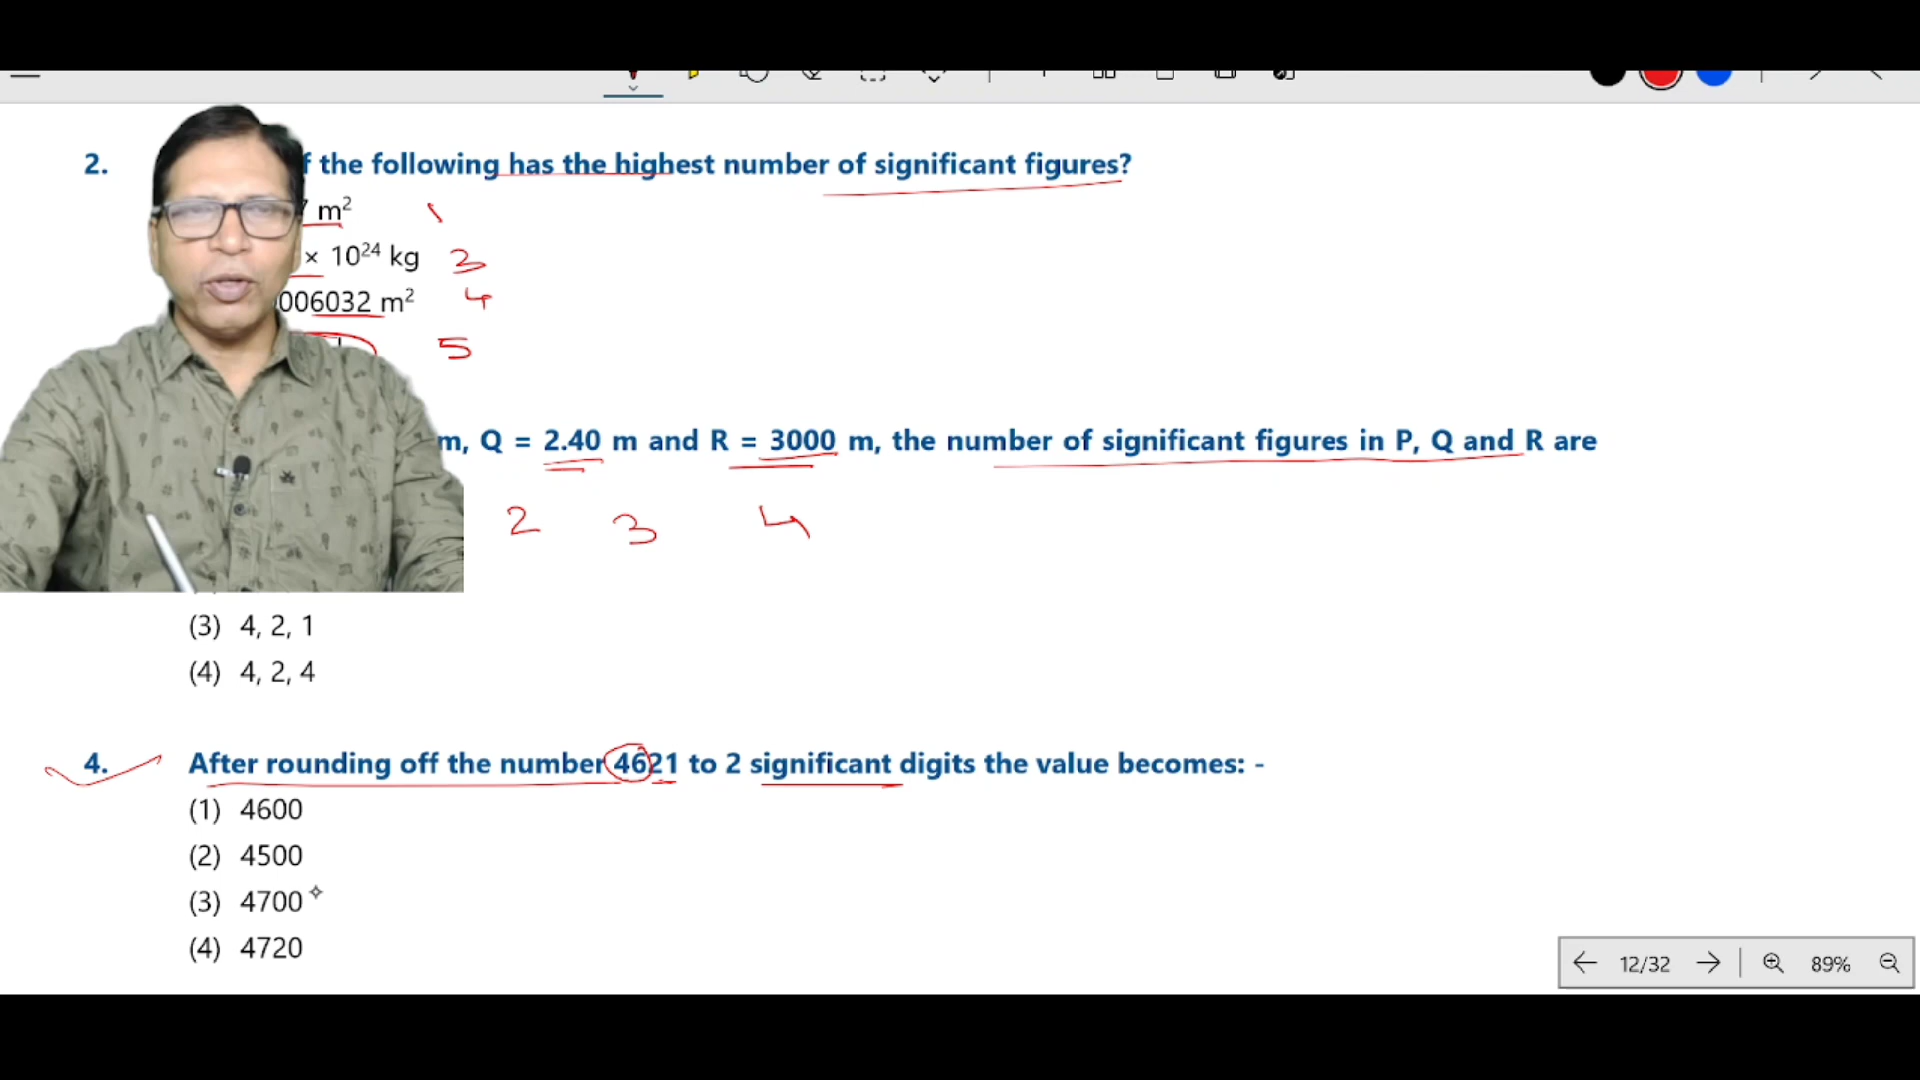 2. f the following has the highest number of significant figures?
7 m² 1
× 10²⁴ kg 3
006032 m² 4
5
m, Q = 2.40 m and R = 3000 m, the number of significant figures in P, Q and R are
2 3 4
(3) 4, 2, 1
(4) 4, 2, 4
4. After rounding off the number 4621 to 2 significant digits the value becomes: -
(1) 4600
(2) 4500
(3) 4700
(4) 4720
12/32 89%